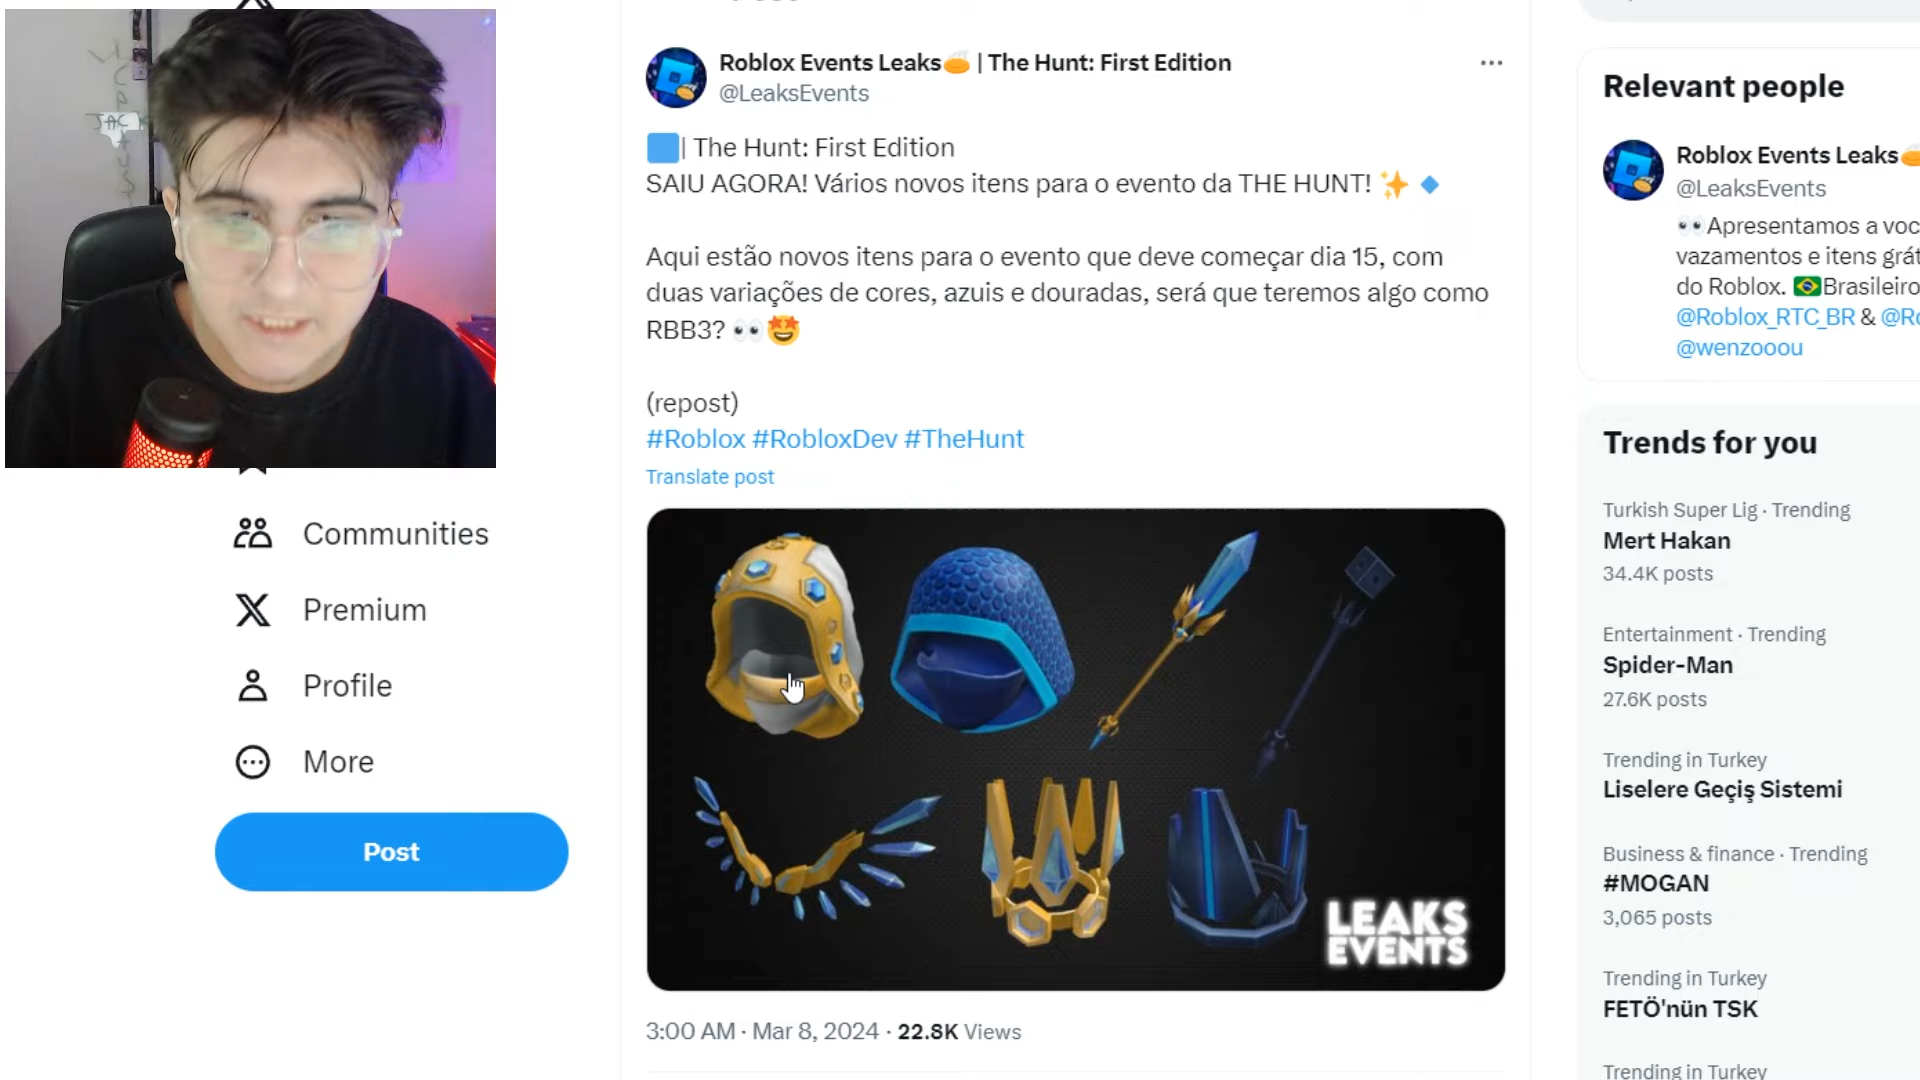 JACK
Communities
Premium
Profile
More
Post
Roblox Events Leaks🥧 | The Hunt: First Edition
@LeaksEvents
🟦| The Hunt: First Edition
SAIU AGORA! Vários novos itens para o evento da THE HUNT! ✨🔹
Aqui estão novos itens para o evento que deve começar dia 15, com
duas variações de cores, azuis e douradas, será que teremos algo como
RBB3? 👀🤩
(repost)
#Roblox #RobloxDev #TheHunt
Translate post
LEAKS
EVENTS
3:00 AM · Mar 8, 2024 · 22.8K Views
Relevant people
Roblox Events Leaks
@LeaksEvents
👀Apresentamos a voc
vazamentos e itens grát
do Roblox. 🇧🇷Brasileiro
@Roblox_RTC_BR & @Ro
@wenzooou
Trends for you
Turkish Super Lig · Trending
Mert Hakan
34.4K posts
Entertainment · Trending
Spider-Man
27.6K posts
Trending in Turkey
Liselere Geçiş Sistemi
Business & finance · Trending
#MOGAN
3,065 posts
Trending in Turkey
FETÖ'nün TSK
Trending in Turkey